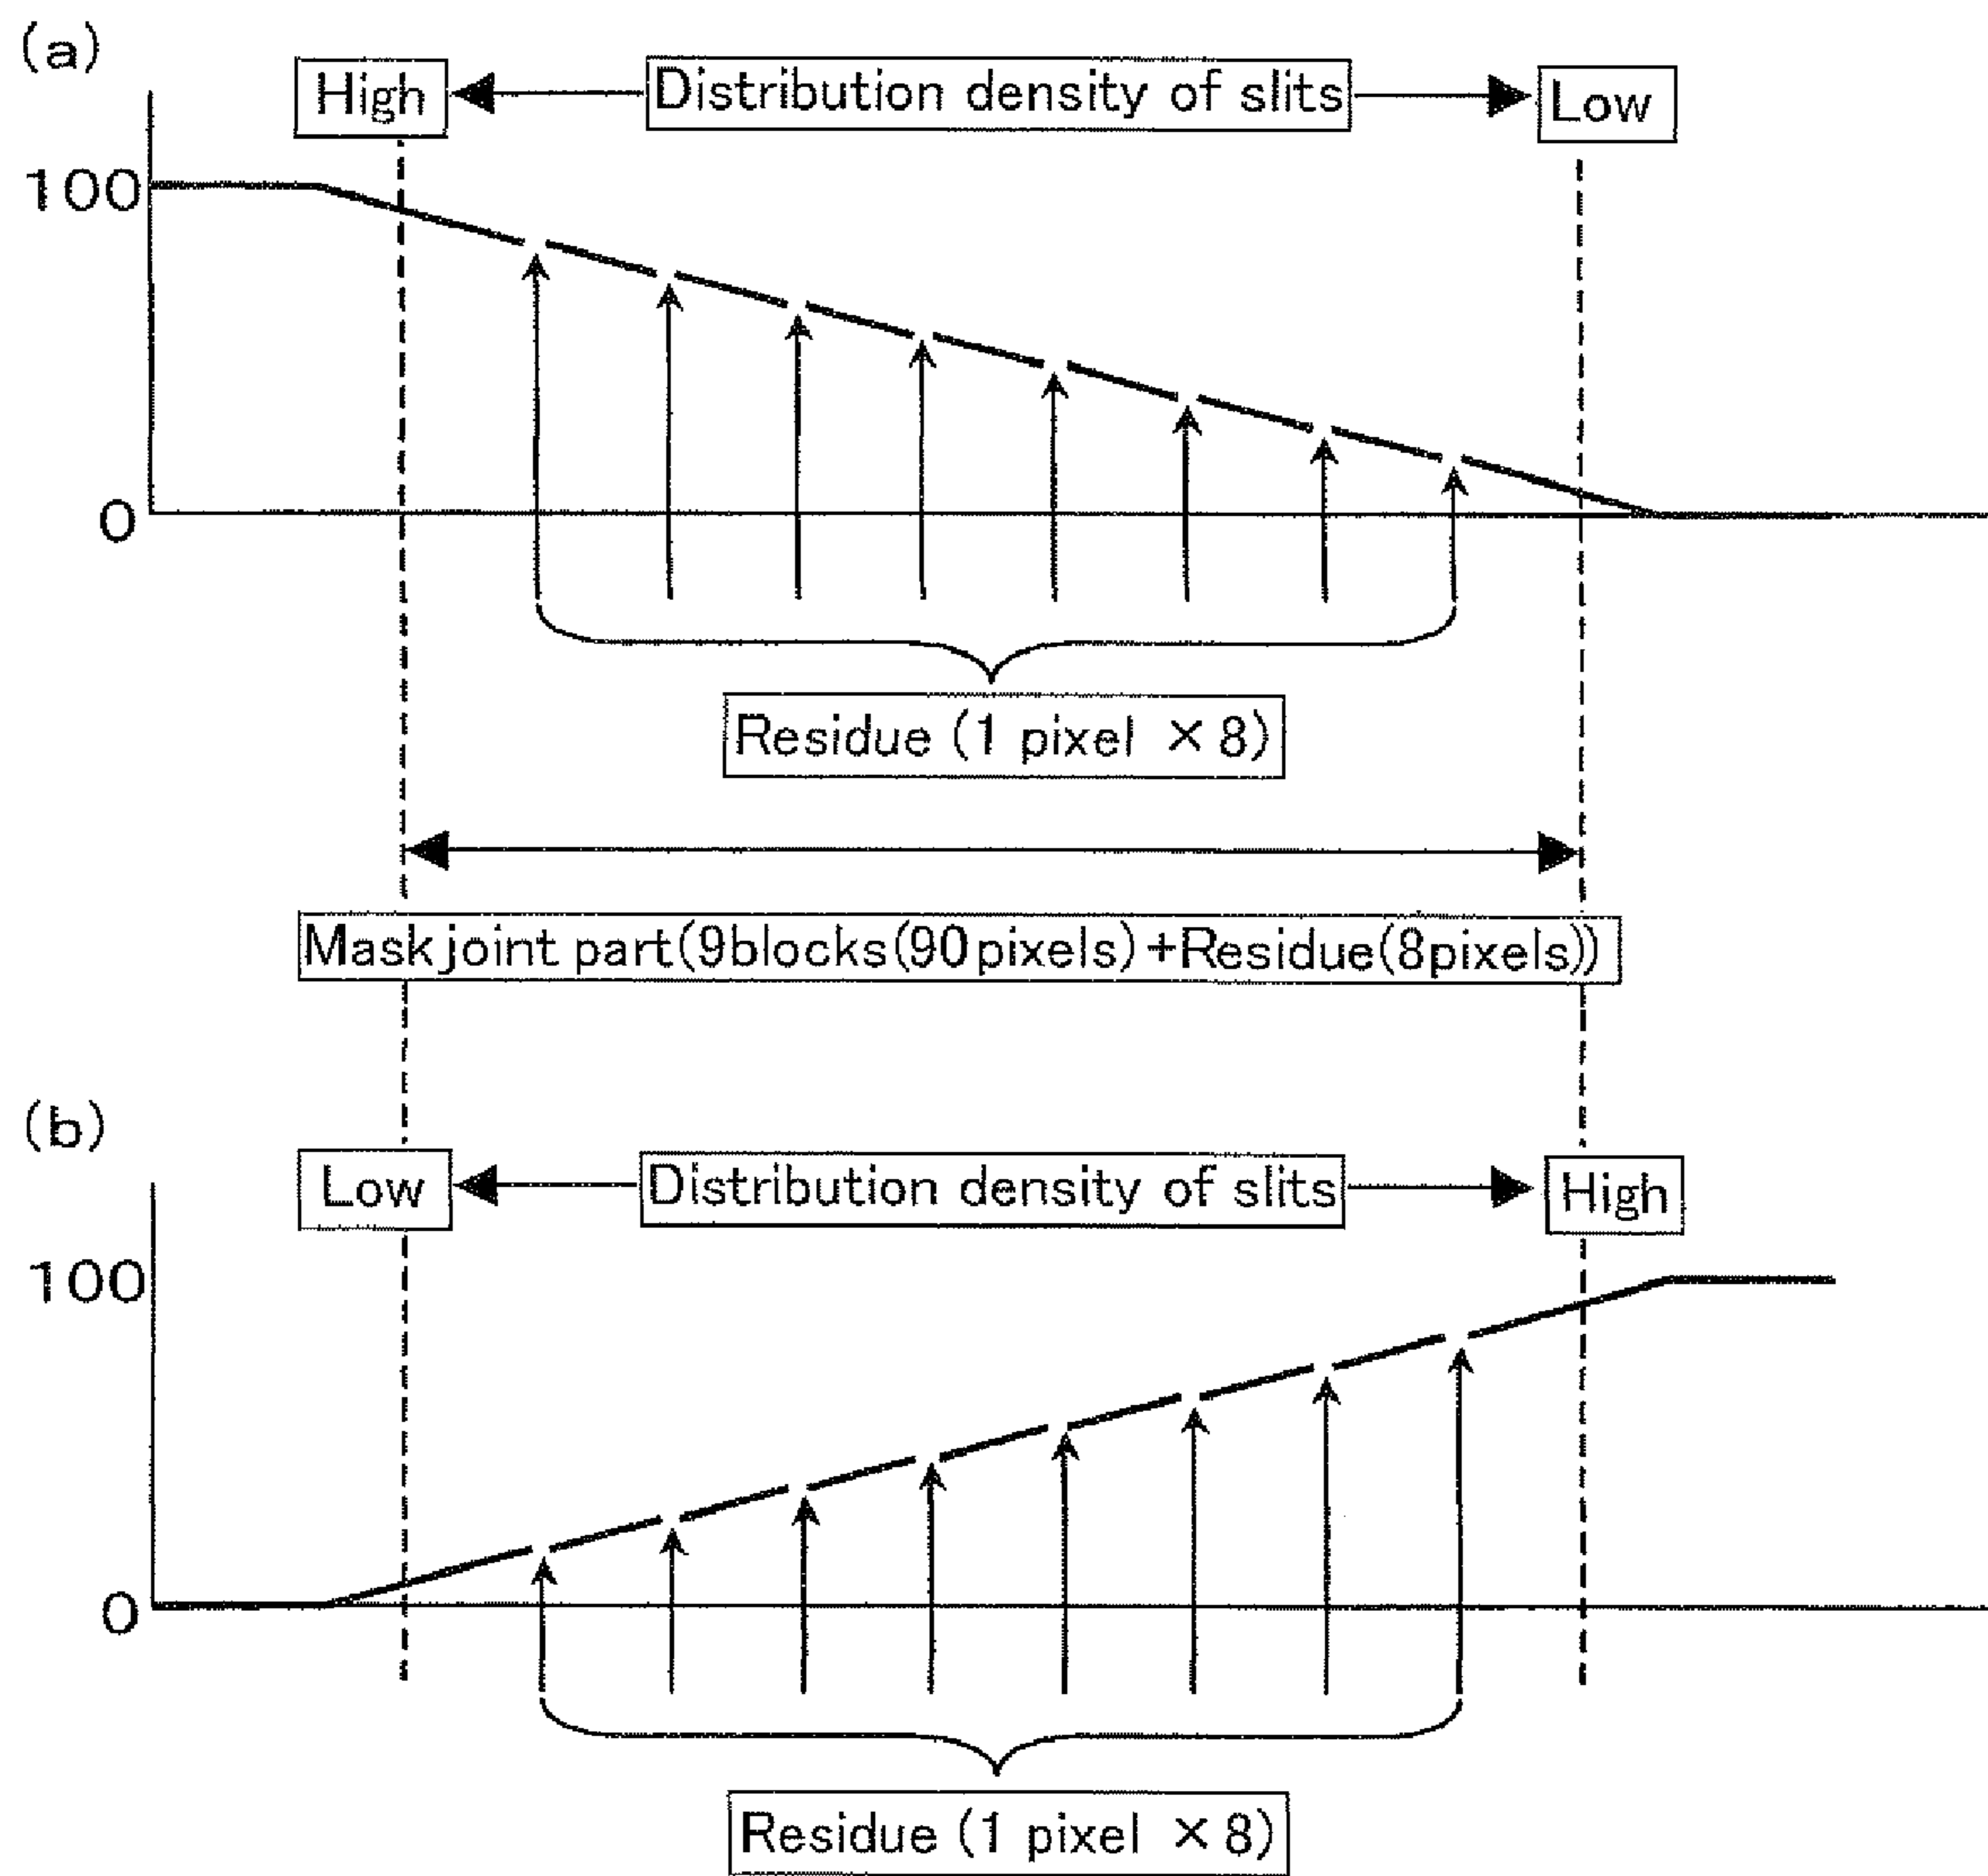 (a)
High
Distribution density of slits
Low
100
0
Residue (1 pixel × 8)
Mask joint part(9blocks(90pixels)+Residue(8pixels))
(b)
Low
Distribution density of slits
High
100
0
Residue (1 pixel × 8)